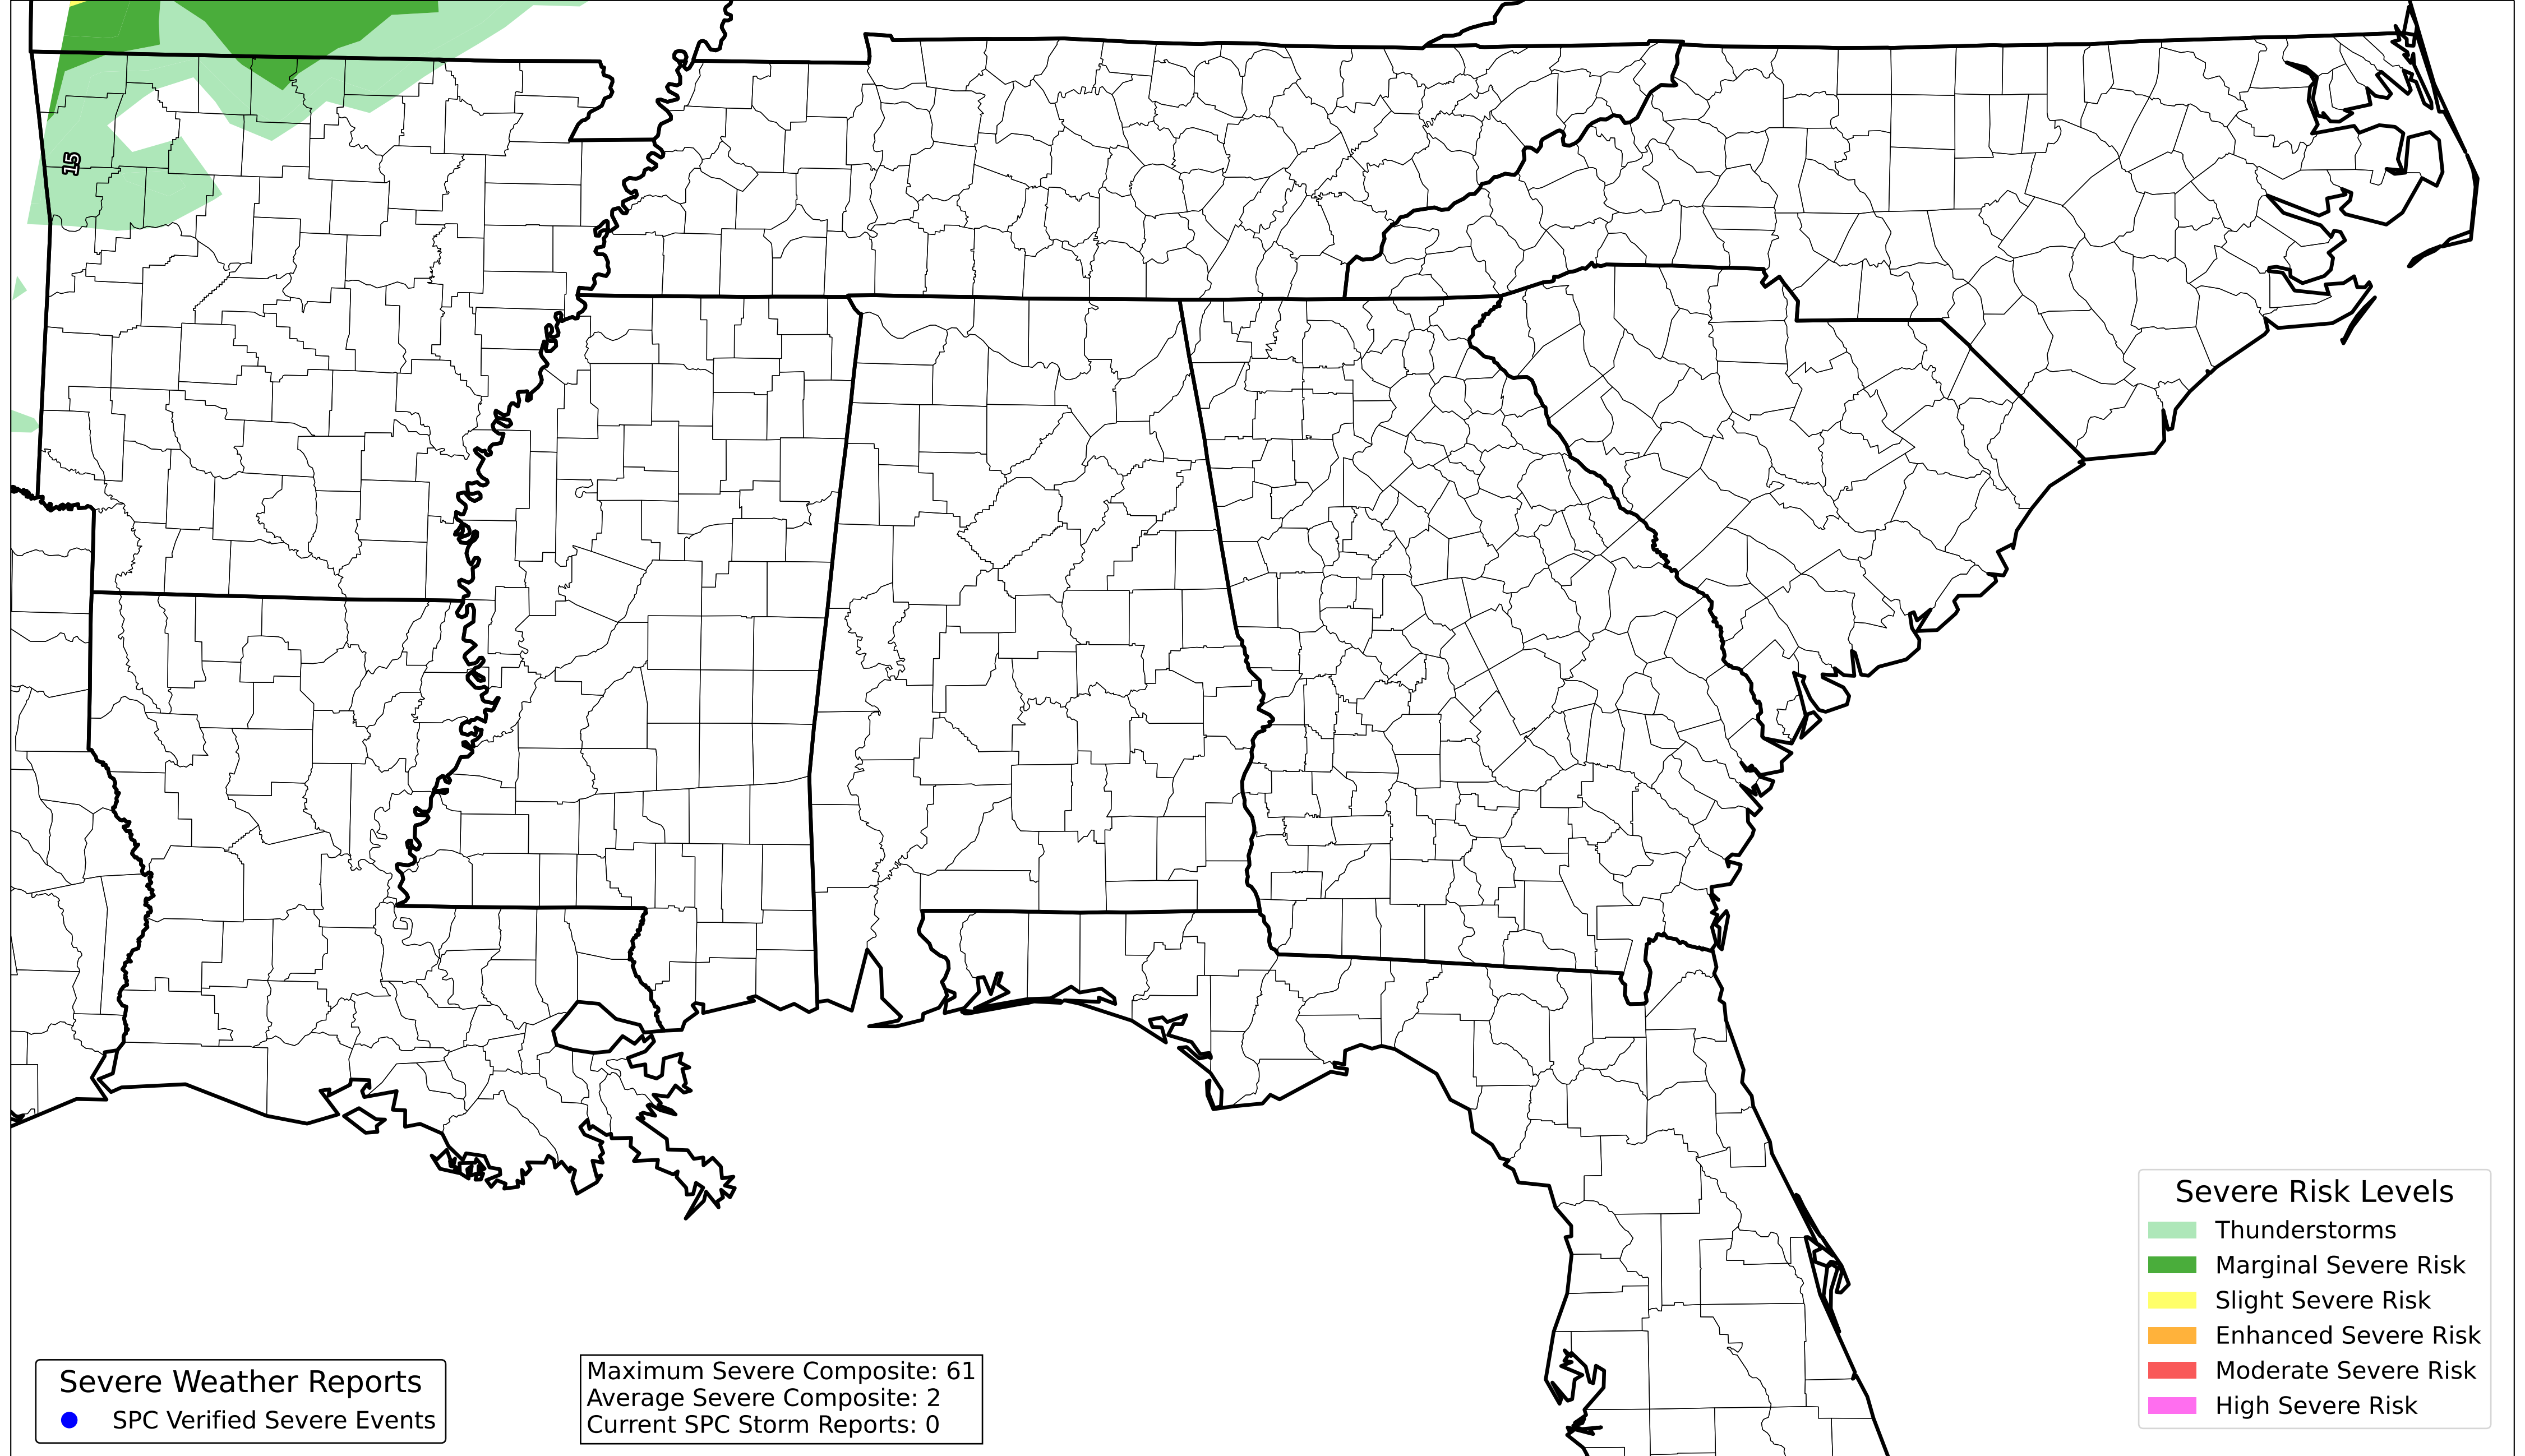 15
Severe Risk Levels
Thunderstorms
Marginal Severe Risk
Slight Severe Risk
Enhanced Severe Risk
Moderate Severe Risk
High Severe Risk
Severe Weather Reports
SPC Verified Severe Events
Maximum Severe Composite: 61
Average Severe Composite: 2
Current SPC Storm Reports: 0